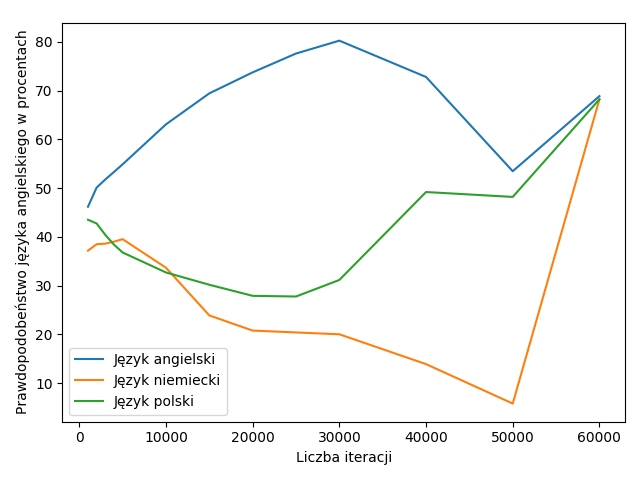 Prawdopodobeństwo języka angielskiego w procentach
80
70
60
50
40
30
20
10
Język angielski
Język niemiecki
Język polski
0 10000 20000 30000 40000 50000 60000
Liczba iteracji